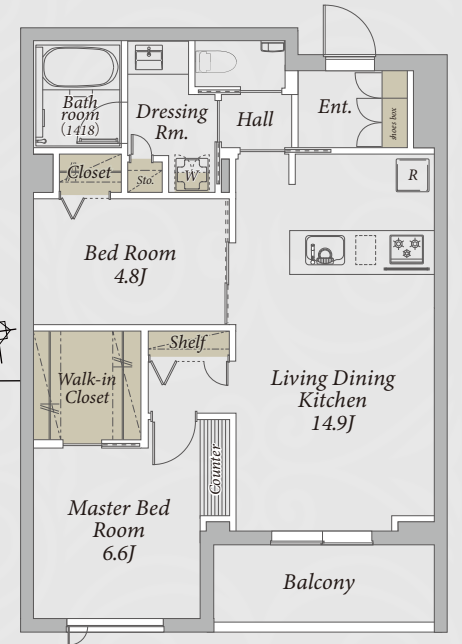 Bath
room
(1418)
Dressing
Rm.
Hall
Ent.
shoes box
Closet
Sto.
W
R
Bed Room
4.8J
Shelf
Walk-in
Closet
Living Dining
Kitchen
14.9J
Counter
Master Bed
Room
6.6J
Balcony